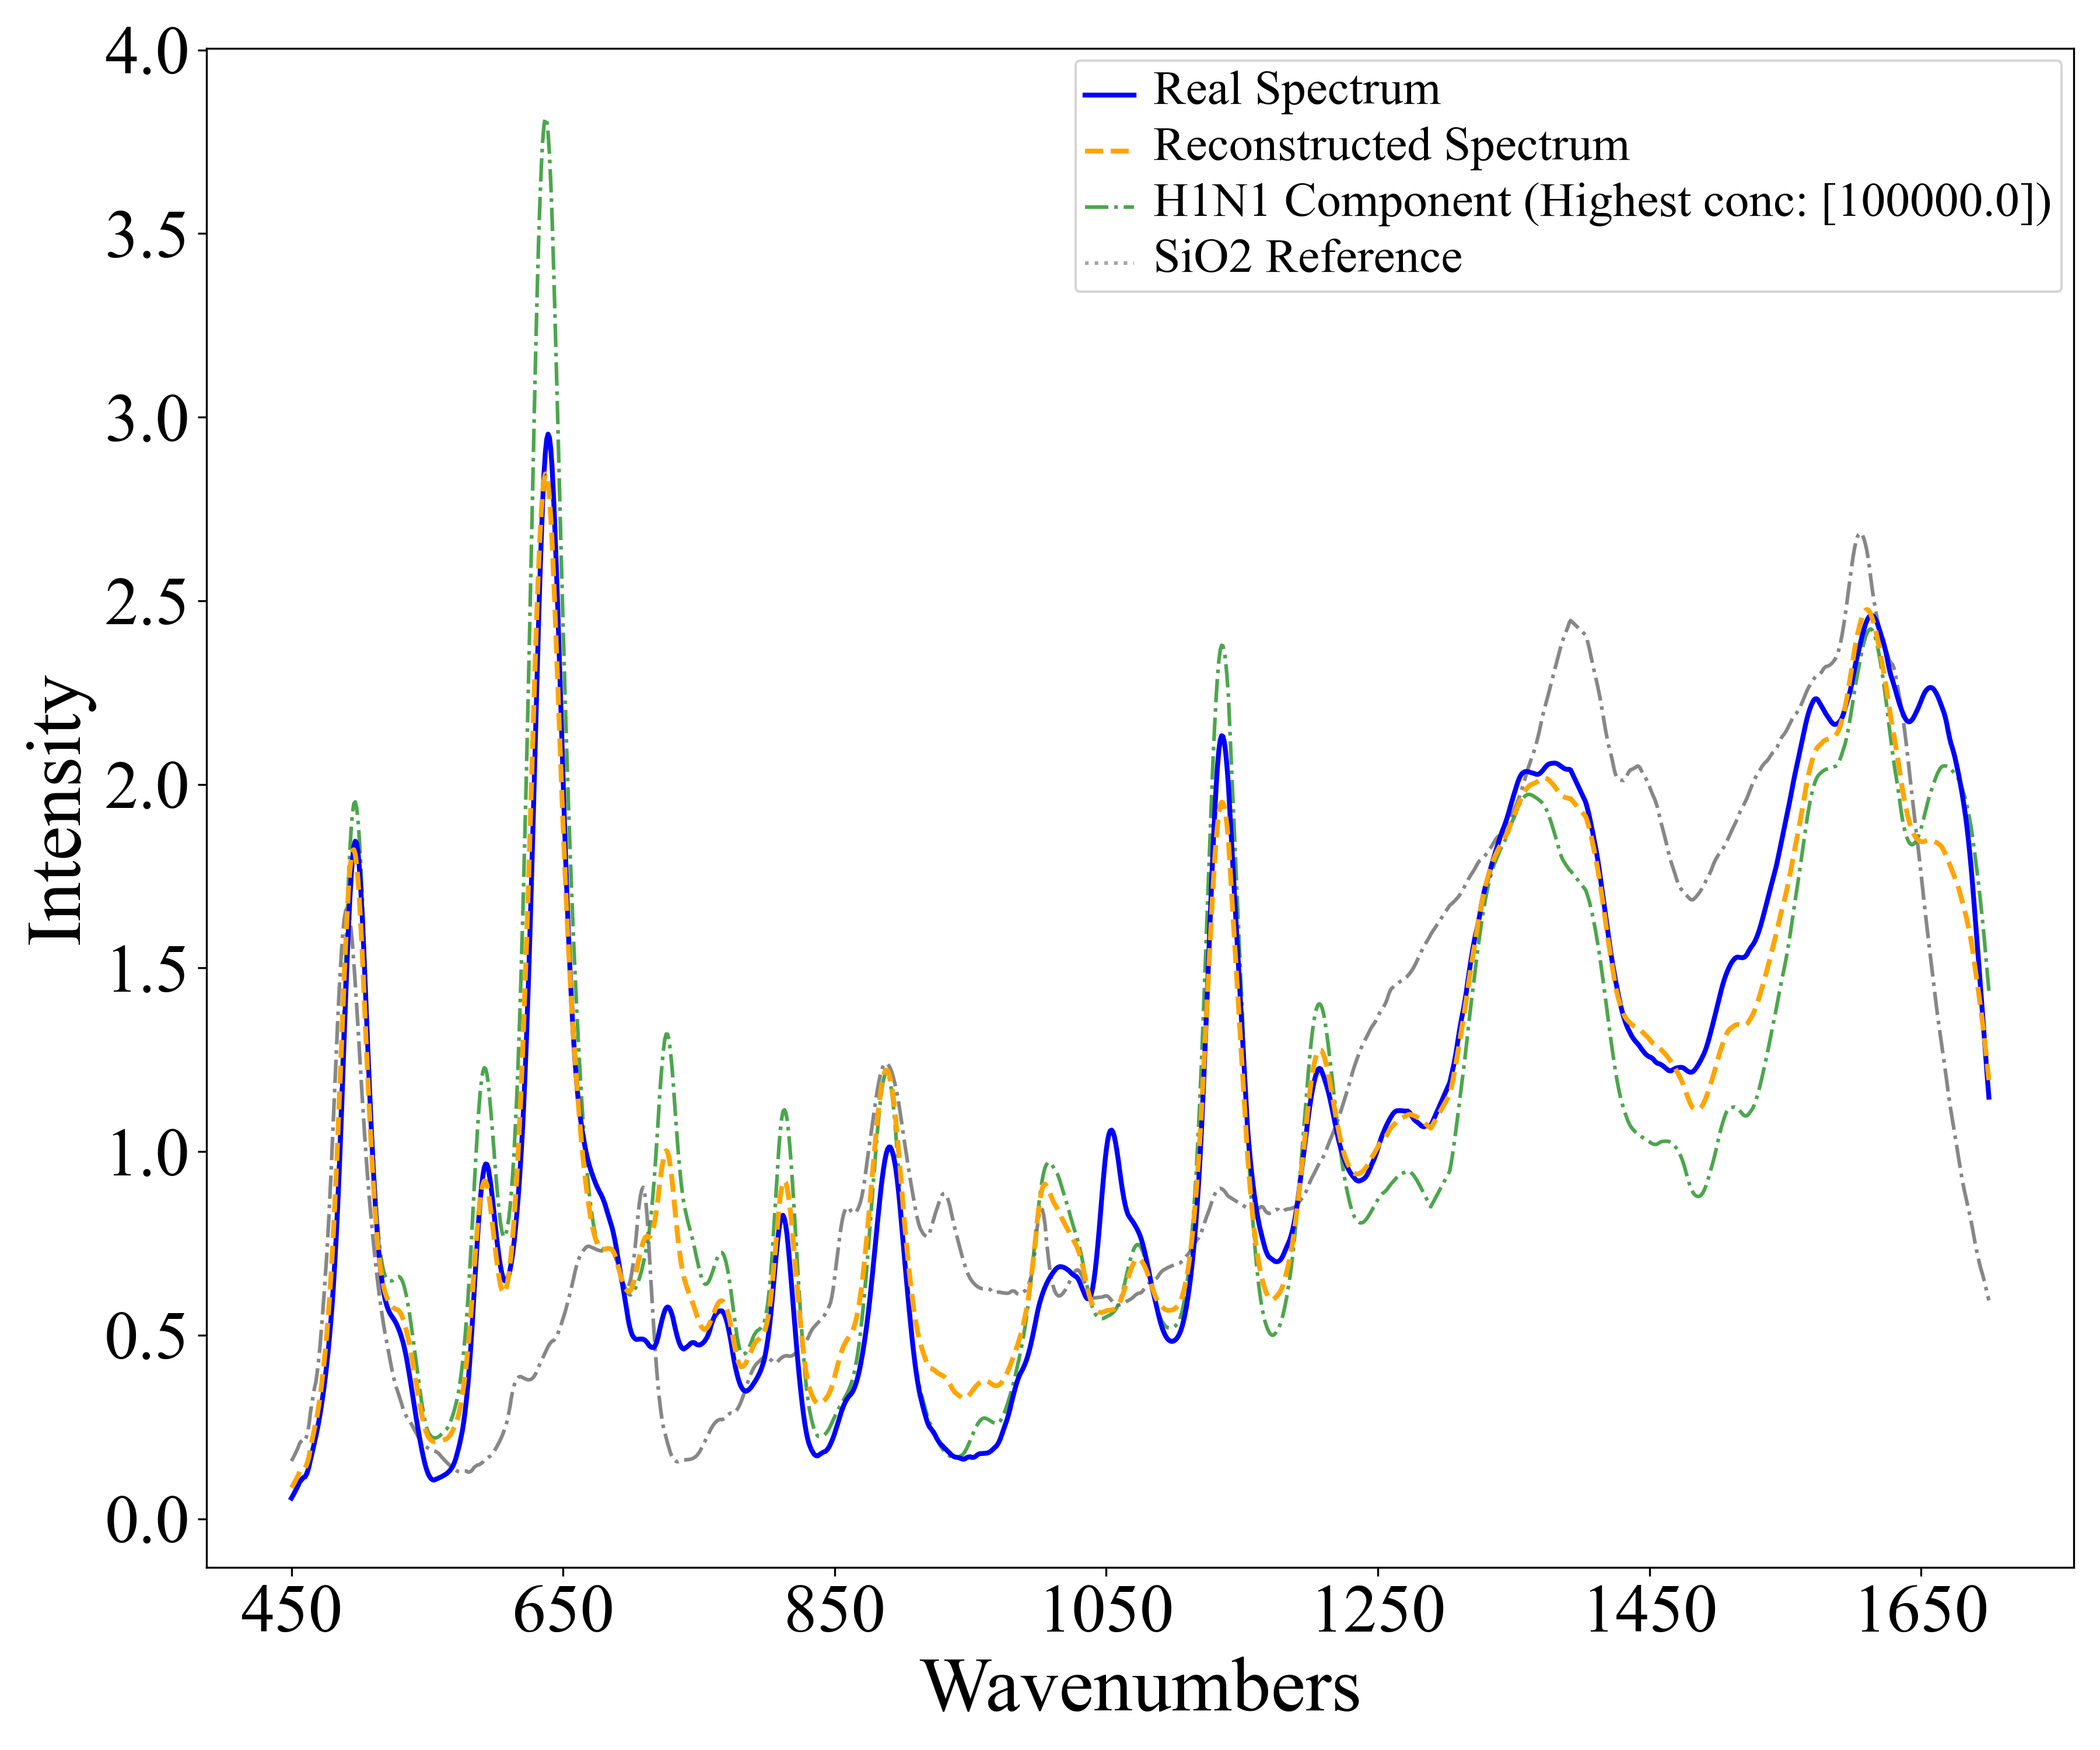 4.0
3.5
3.0
2.5
2.0
1.5
1.0
0.5
0.0
Intensity
Real Spectrum
Reconstructed Spectrum
H1N1 Component (Highest conc: [100000.0])
SiO2 Reference
450 650 850 1050 1250 1450 1650
Wavenumbers